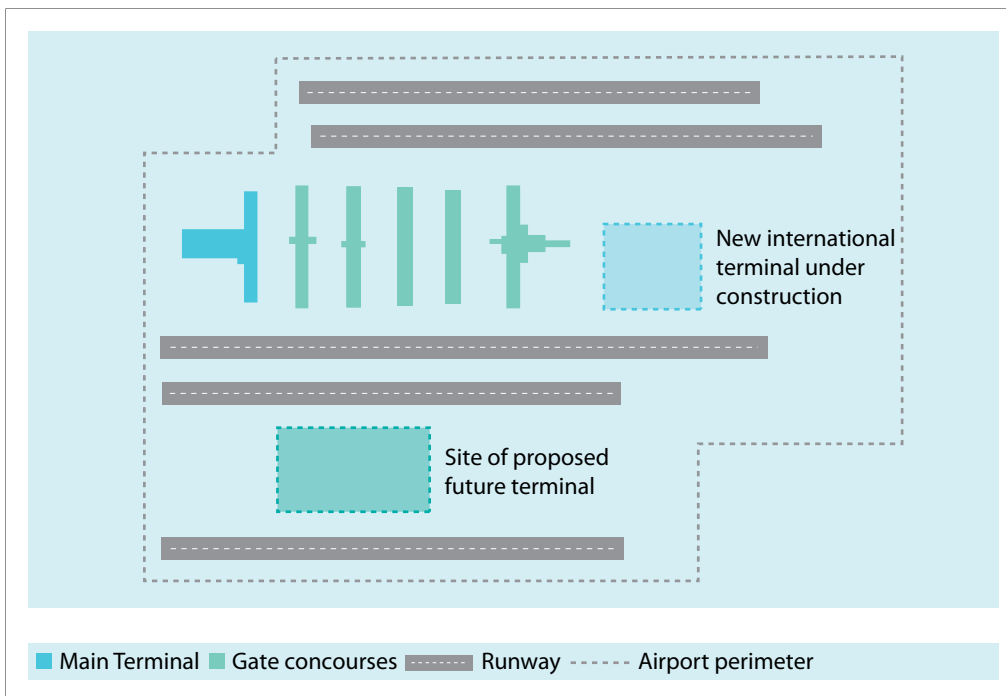 New international
terminal under
construction
Site of proposed
future terminal
Main Terminal Gate concourses Runway Airport perimeter